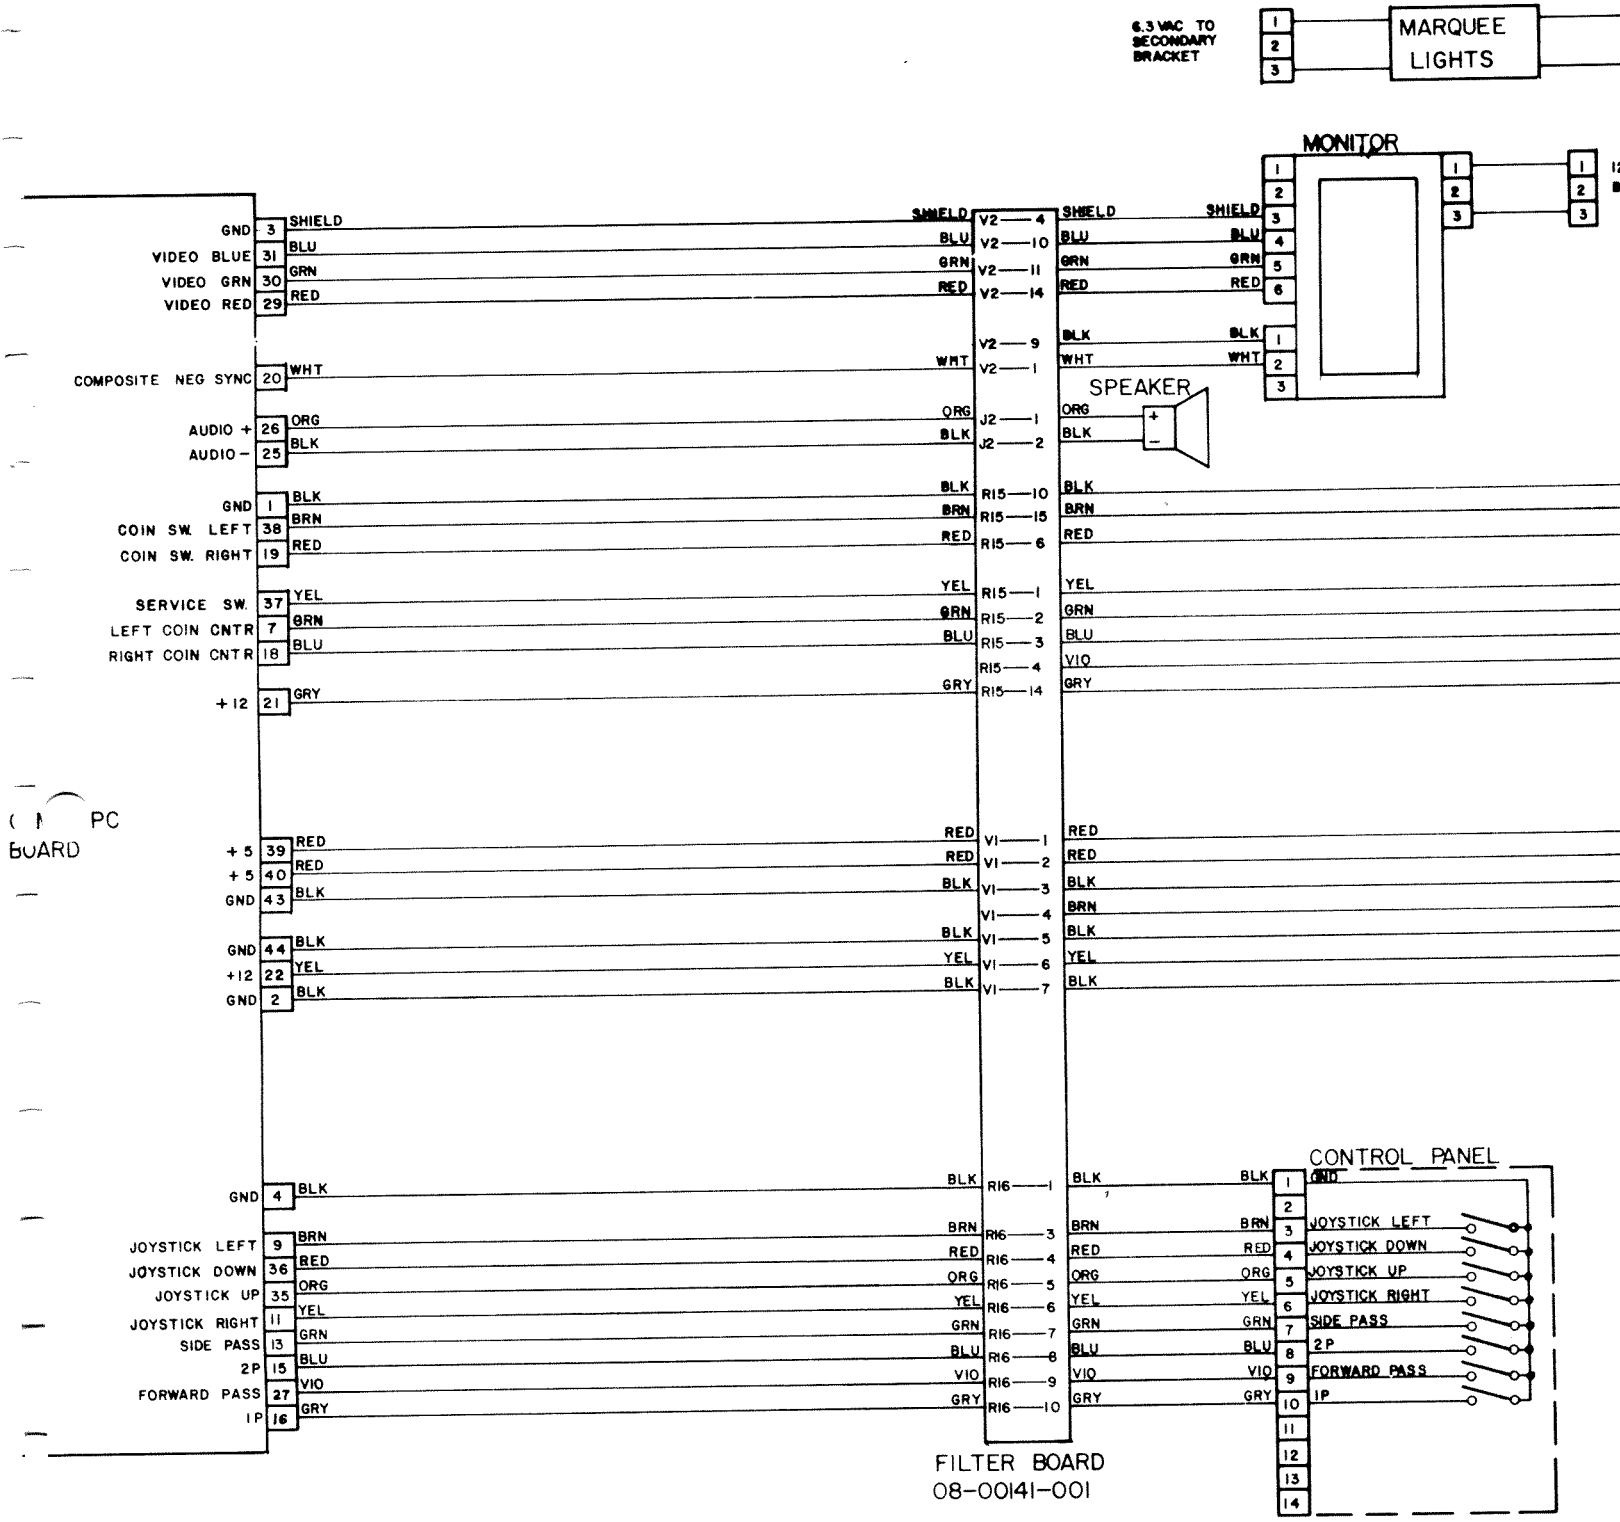 6.3 VAC TO
SECONDARY
BRACKET
1
2
3
MARQUEE
LIGHTS
MONITOR
1
2
3
4
5
6
1
2
3
1
2
3
GND 3 SHIELD SHIELD V2 4 SHIELD SHIELD
VIDEO BLUE 31 BLU BLU V2 10 BLU BLU
VIDEO GRN 30 GRN GRN V2 11 GRN GRN
VIDEO RED 29 RED RED V2 14 RED RED
V2 9 BLK BLK 1
COMPOSITE NEG SYNC 20 WHT WHT V2 1 WHT WHT 2
3
SPEAKER
AUDIO + 26 ORG ORG J2 1 ORG +
AUDIO - 25 BLK BLK J2 2 BLK -
GND 1 BLK BLK R15 10 BLK
COIN SW. LEFT 38 BRN BRN R15 15 BRN
COIN SW. RIGHT 19 RED RED R15 6 RED
SERVICE SW. 37 YEL YEL R15 1 YEL
LEFT COIN CNTR 7 GRN GRN R15 2 GRN
RIGHT COIN CNTR 18 BLU BLU R15 3 BLU
R15 4 VIO
+12 21 GRY GRY R15 14 GRY
PC
BOARD
+5 39 RED RED V1 1 RED
+5 40 RED RED V1 2 RED
GND 43 BLK BLK V1 3 BLK
V1 4 BRN
GND 44 BLK BLK V1 5 BLK
+12 22 YEL YEL V1 6 YEL
GND 2 BLK BLK V1 7 BLK
CONTROL PANEL
GND 4 BLK BLK R16 1 BLK BLK 1 GND
2
JOYSTICK LEFT 9 BRN BRN R16 3 BRN BRN 3 JOYSTICK LEFT
JOYSTICK DOWN 36 RED RED R16 4 RED RED 4 JOYSTICK DOWN
JOYSTICK UP 35 ORG ORG R16 5 ORG ORG 5 JOYSTICK UP
JOYSTICK RIGHT 11 YEL YEL R16 6 YEL YEL 6 JOYSTICK RIGHT
SIDE PASS 13 GRN GRN R16 7 GRN GRN 7 SIDE PASS
2P 15 BLU BLU R16 8 BLU BLU 8 2P
FORWARD PASS 27 VIO VIO R16 9 VIO VIO 9 FORWARD PASS
1P 16 GRY GRY R16 10 GRY GRY 10 1P
11
12
13
14
FILTER BOARD
08-00141-001